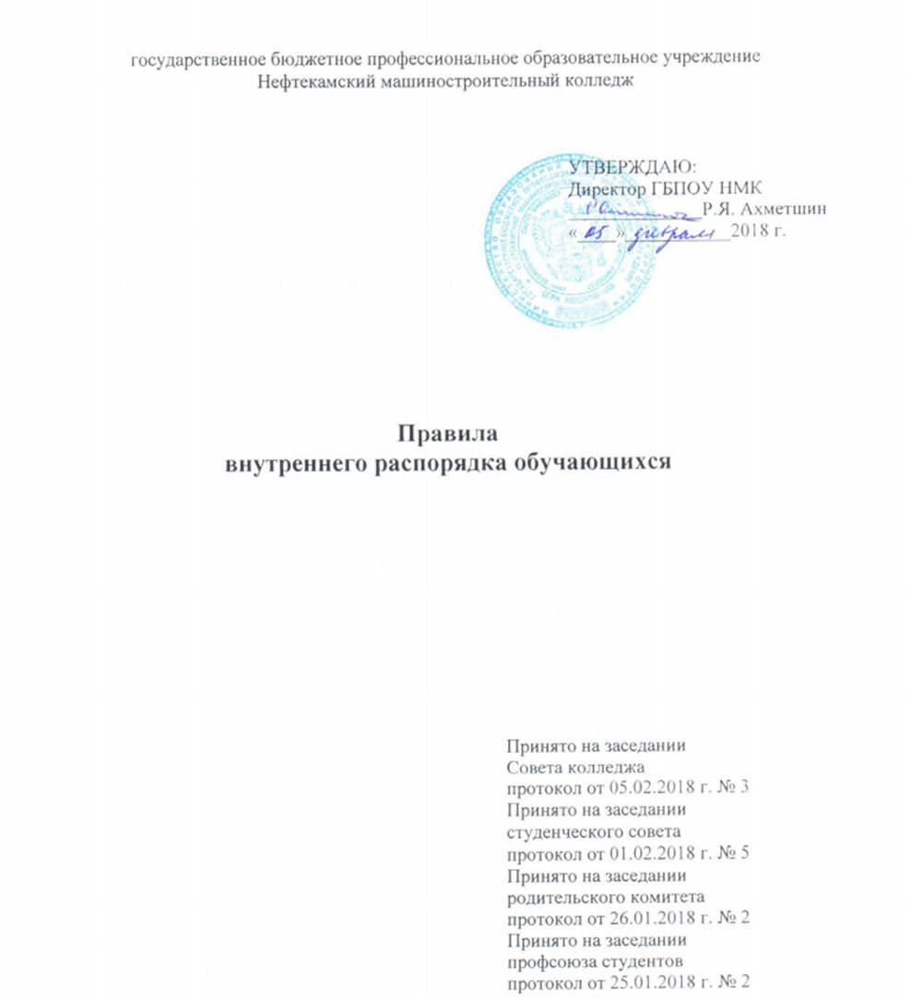 государственное бюджетное профессиональное образовательное учреждение
Нефтекамский машиностроительный колледж
УТВЕРЖДАЮ:
Директор ГБПОУ НМК
Р.Я. Ахметшин
« 05 » февраля 2018 г.
Правила
внутреннего распорядка обучающихся
Принято на заседании
Совета колледжа
протокол от 05.02.2018 г. № 3
Принято на заседании
студенческого совета
протокол от 01.02.2018 г. № 5
Принято на заседании
родительского комитета
протокол от 26.01.2018 г. № 2
Принято на заседании
профсоюза студентов
протокол от 25.01.2018 г. № 2